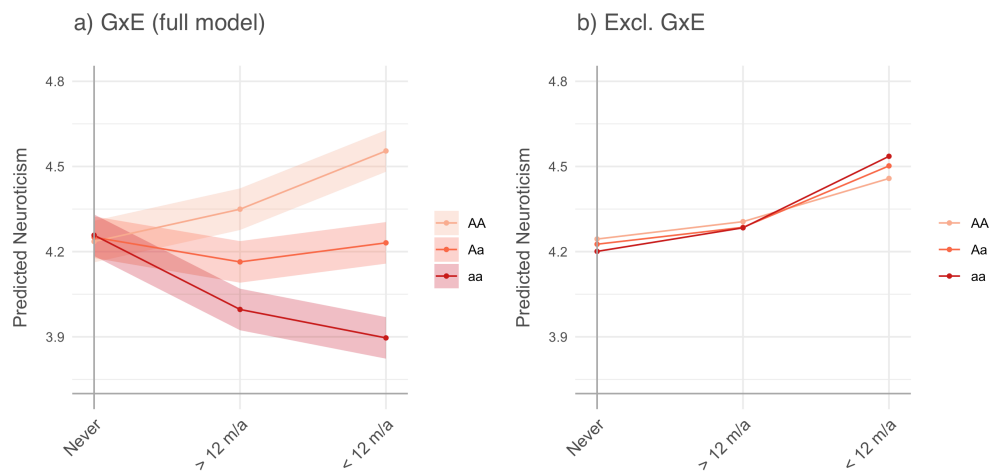 a) GxE (full model)
Predicted Neuroticism
4.8
4.5
4.2
3.9
Never
> 12 m/a
< 12 m/a
AA
Aa
aa
b) Excl. GxE
Predicted Neuroticism
4.8
4.5
4.2
3.9
Never
> 12 m/a
< 12 m/a
AA
Aa
aa